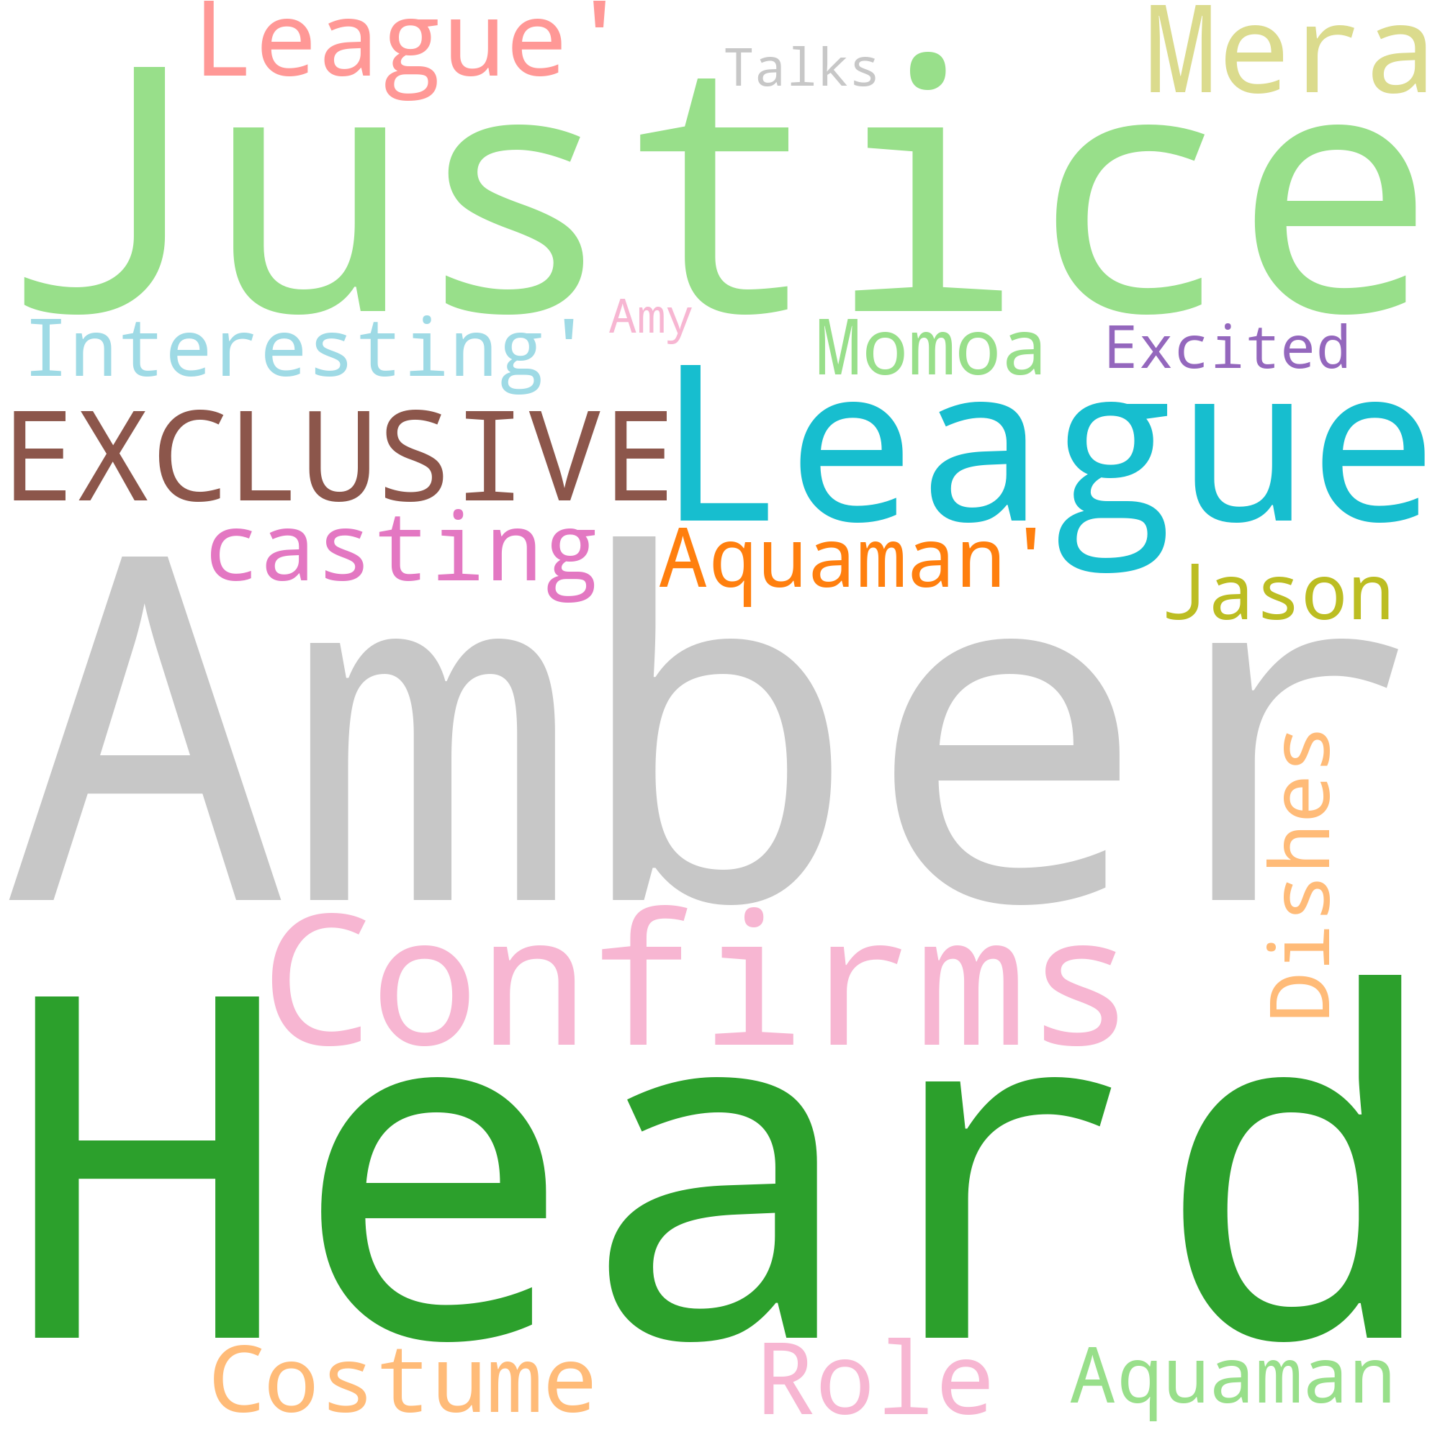 League'
Talks
Mera
Justice
Interesting'
Amy
Momoa
Excited
EXCLUSIVE
League
casting
Aquaman'
Jason
Amber
Dishes
Confirms
Heard
Costume
Role
Aquaman